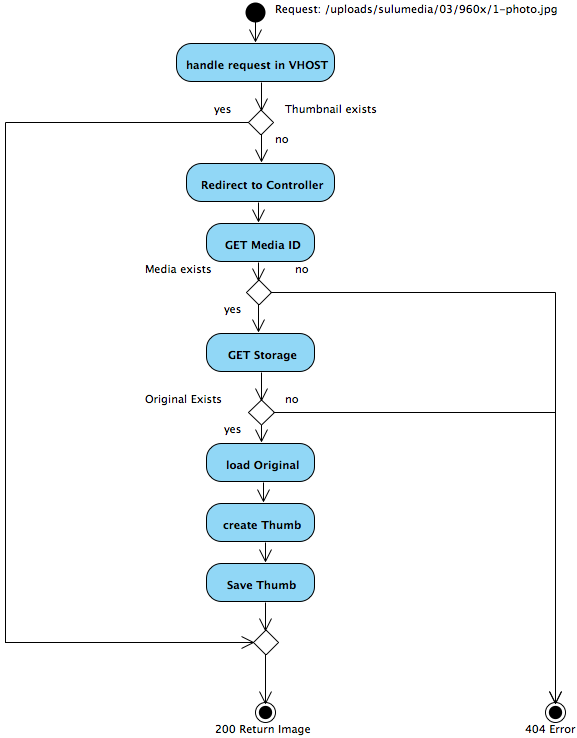 Request: /uploads/sulumedia/03/960x/1-photo.jpg
handle request in VHOST
yes
Thumbnail exists
no
Redirect to Controller
GET Media ID
Media exists
no
yes
GET Storage
Original Exists
no
yes
load Original
create Thumb
Save Thumb
200 Return Image
404 Error